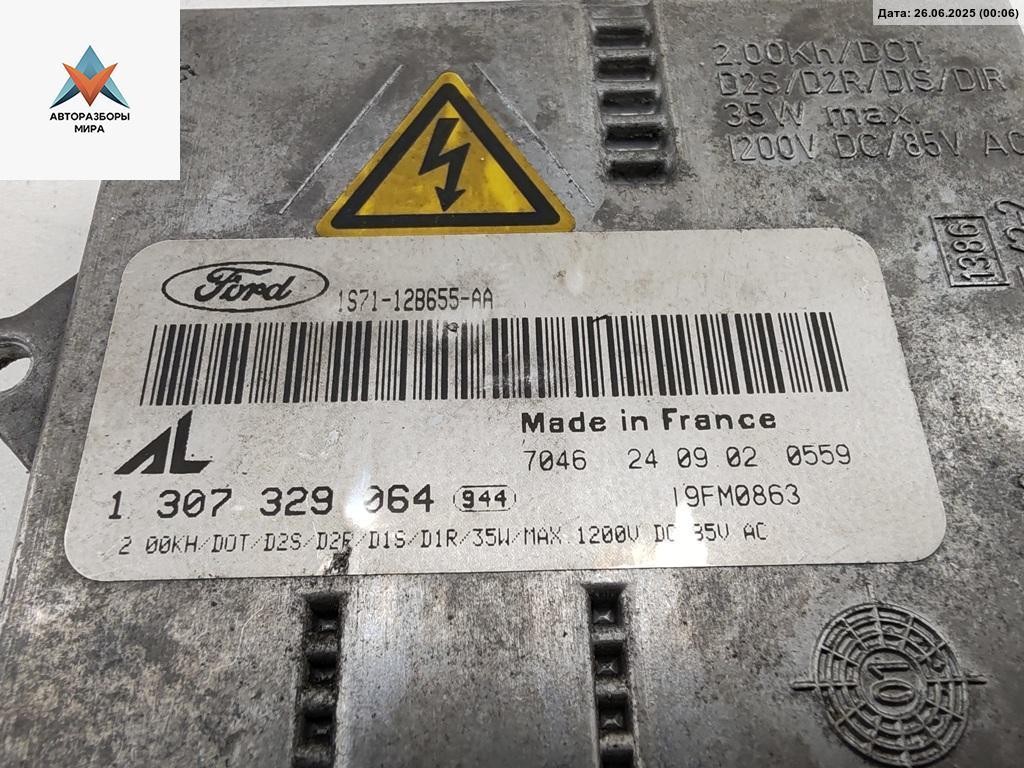 Дата: 26.06.2025 (00:06)
АВТОРАЗБОРЫ
МИРА
2.00Kh/DOT
D2S/D2R/D1S/D1R
35W max.
1200V DC/85V AC
1386
Ford
1S71-12B655-AA
Made in France
7046 24 09 02 0559
AL
1 307 329 064 944
19FM0863
2 00KH/DOT/D2S/D2R/D1S/D1R/35W/MAX 1200V DC 85V AC
01